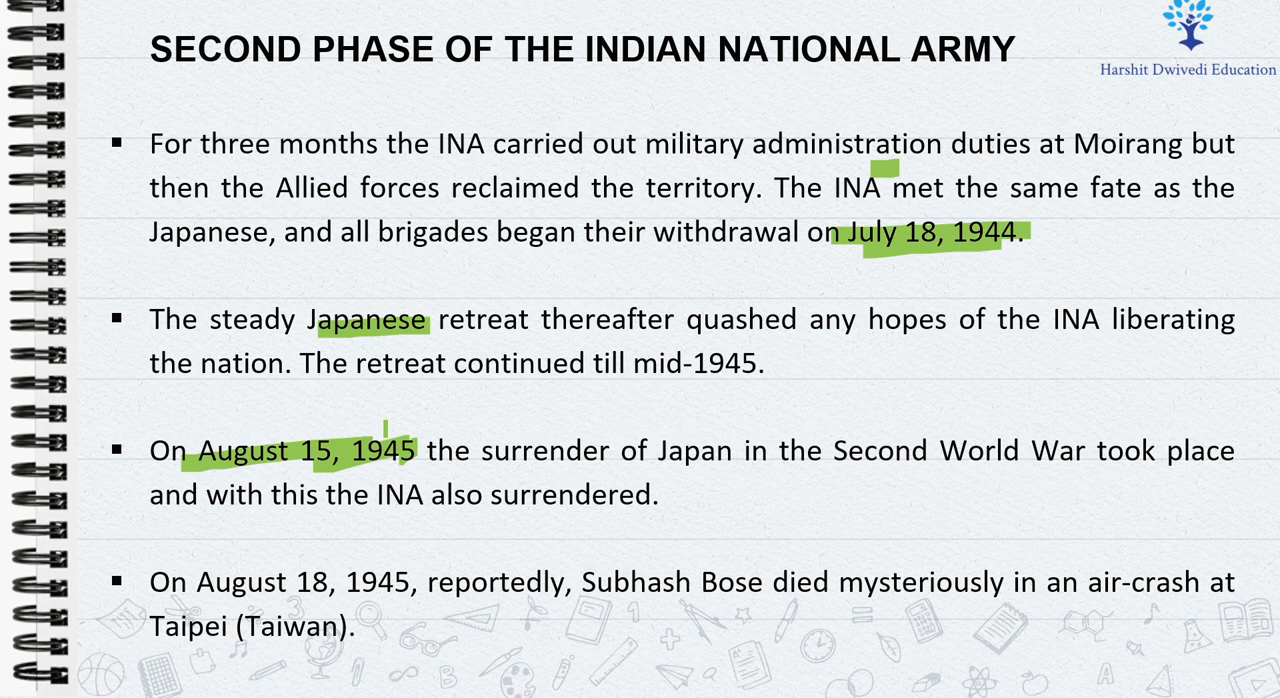 SECOND PHASE OF THE INDIAN NATIONAL ARMY
Harshit Dwivedi Education
▪ For three months the INA carried out military administration duties at Moirang but
then the Allied forces reclaimed the territory. The INA met the same fate as the
Japanese, and all brigades began their withdrawal on July 18, 1944.
▪ The steady Japanese retreat thereafter quashed any hopes of the INA liberating
the nation. The retreat continued till mid-1945.
▪ On August 15, 1945 the surrender of Japan in the Second World War took place
and with this the INA also surrendered.
▪ On August 18, 1945, reportedly, Subhash Bose died mysteriously in an air-crash at
Taipei (Taiwan).